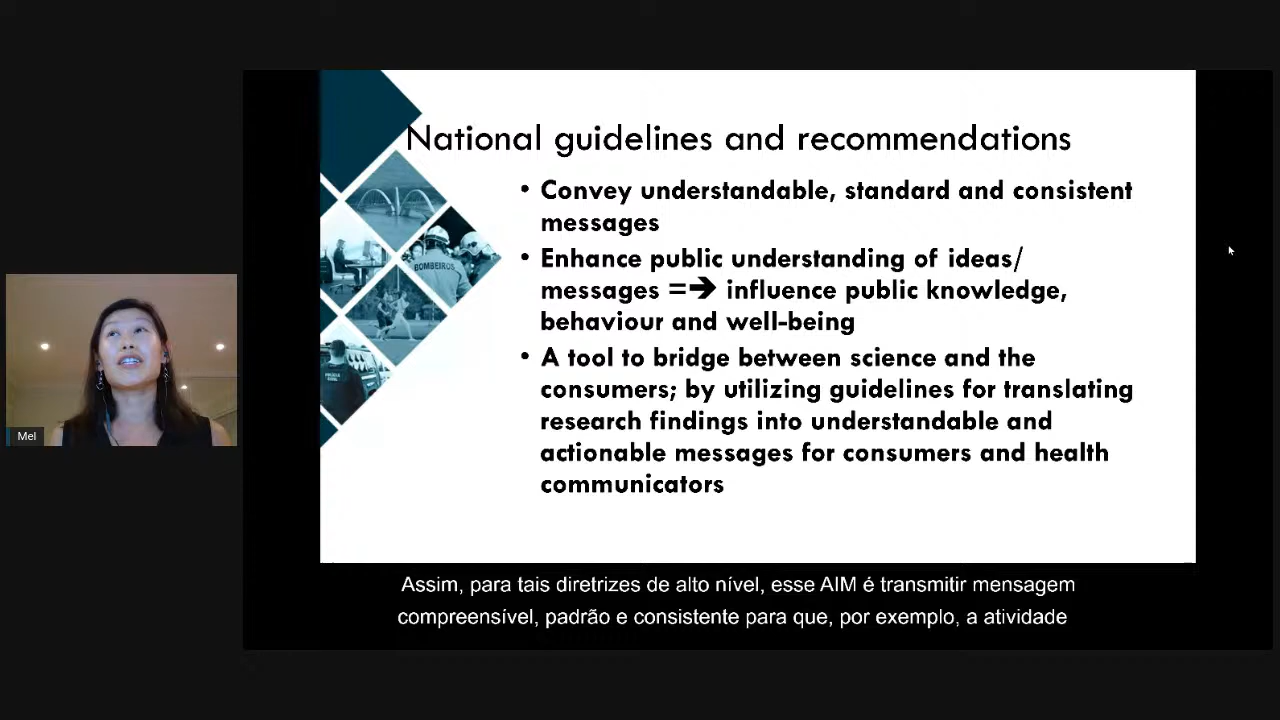 National guidelines and recommendations
• Convey understandable, standard and consistent
messages
• Enhance public understanding of ideas/
messages =➔ influence public knowledge,
behaviour and well-being
• A tool to bridge between science and the
consumers; by utilizing guidelines for translating
research findings into understandable and
actionable messages for consumers and health
communicators
BOMBEIROS
Mel
Assim, para tais diretrizes de alto nível, esse AIM é transmitir mensagem
compreensível, padrão e consistente para que, por exemplo, a atividade